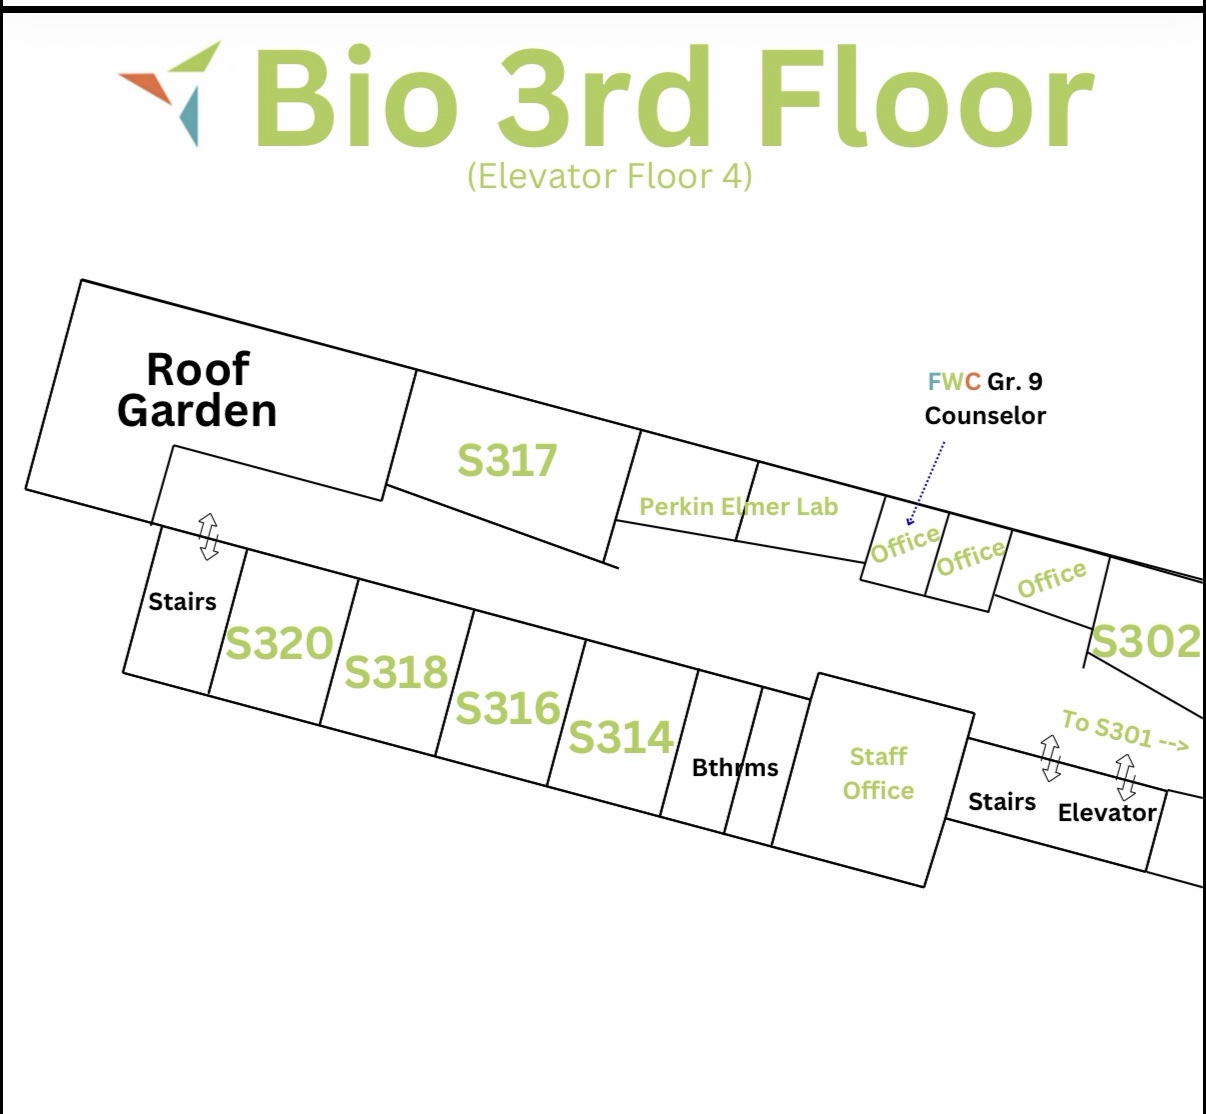 Bio 3rd Floor
(Elevator Floor 4)
Roof
Garden
FWC Gr. 9
Counselor
S317
Perkin Elmer Lab
Office
Office
Office
S302
Stairs
S320
S318
S316
S314
Bthrms
Staff
Office
To S301 -->
Stairs
Elevator